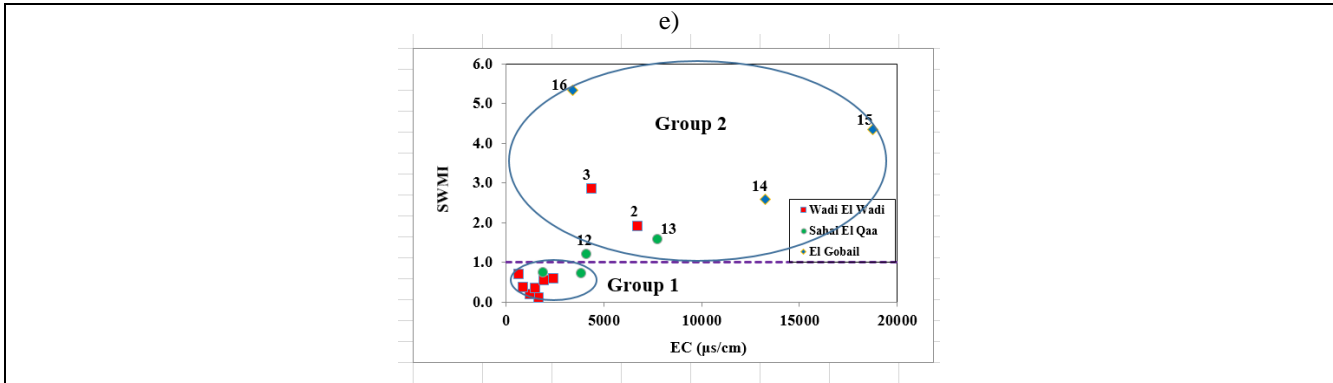 e)
6.0
16
5.0
Group 2
15
4.0
3
3.0
14
2
Wadi El Wadi
2.0
13
Sahal El Qaa
12
El Gobail
1.0
Group 1
0.0
0
5000
10000
15000
20000
SWMI
EC (µs/cm)